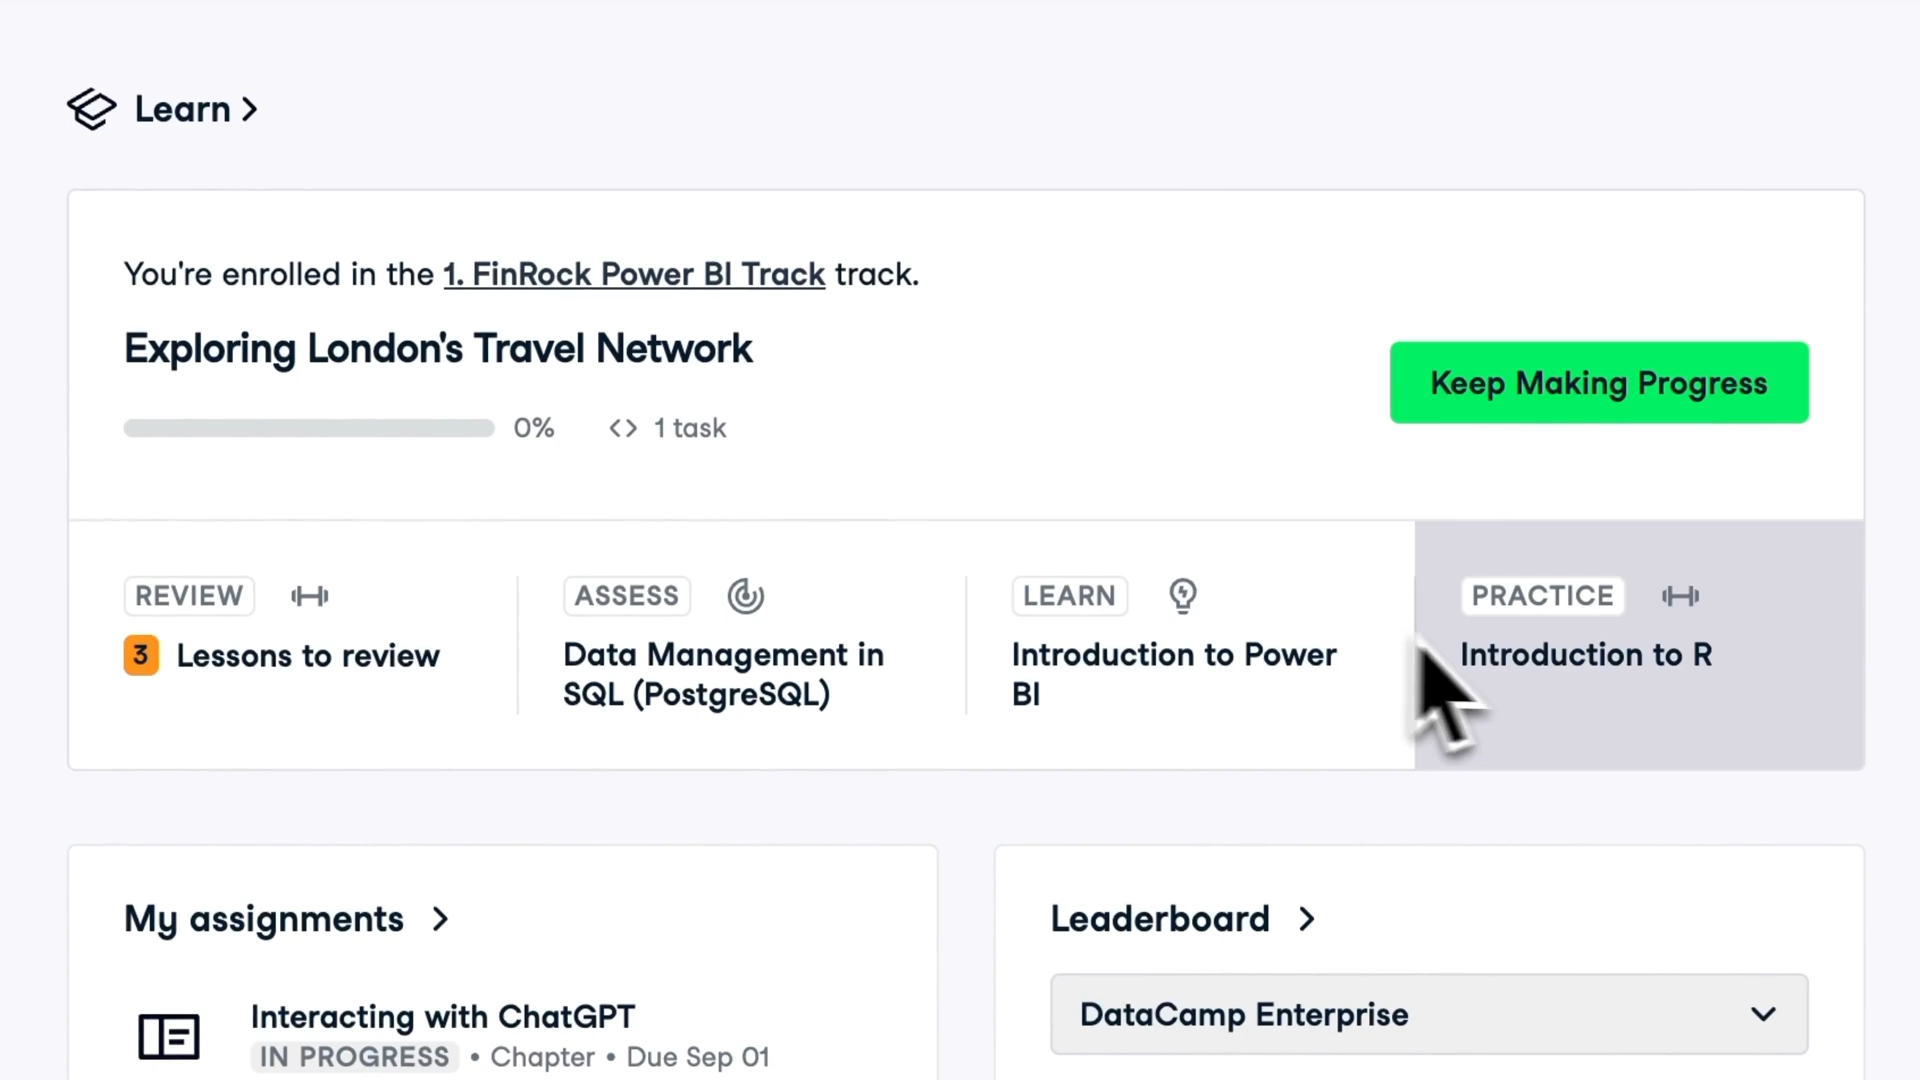 Learn
You're enrolled in the 1. FinRock Power BI Track track.
Exploring London's Travel Network
0% <> 1 task
Keep Making Progress
REVIEW
3 Lessons to review
ASSESS
Data Management in
SQL (PostgreSQL)
LEARN
Introduction to Power
BI
PRACTICE
Introduction to R
My assignments
Interacting with ChatGPT
IN PROGRESS • Chapter • Due Sep 01
Leaderboard
DataCamp Enterprise